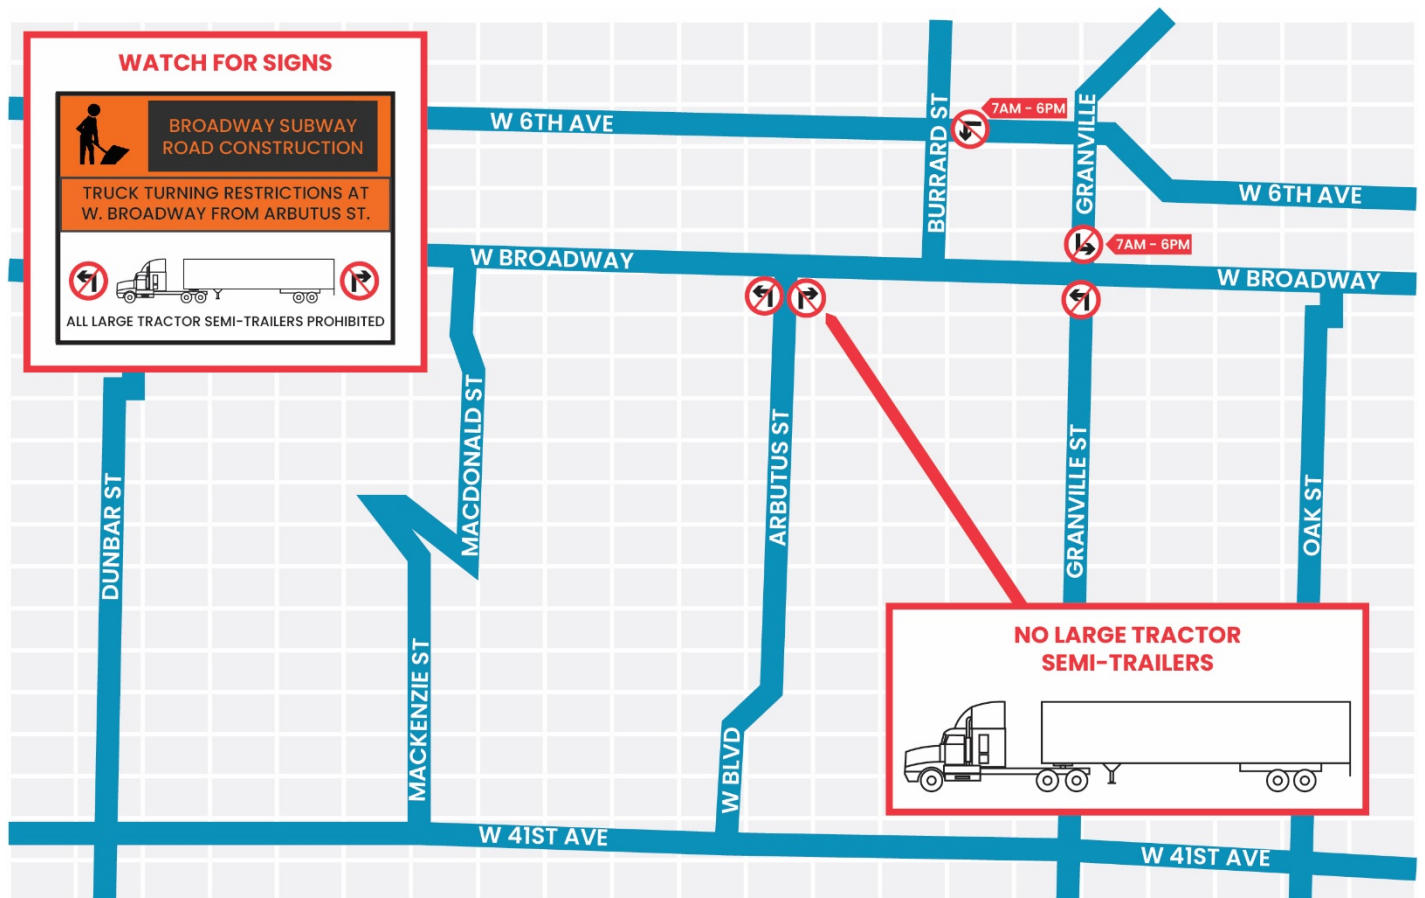 WATCH FOR SIGNS
BROADWAY SUBWAY
ROAD CONSTRUCTION
TRUCK TURNING RESTRICTIONS AT
W. BROADWAY FROM ARBUTUS ST.
ALL LARGE TRACTOR SEMI-TRAILERS PROHIBITED
W 6TH AVE
BURRARD ST
7AM - 6PM
GRANVILLE
W 6TH AVE
7AM - 6PM
W BROADWAY
W BROADWAY
DUNBAR ST
MACDONALD ST
MACKENZIE ST
ARBUTUS ST
W BLVD
GRANVILLE ST
OAK ST
NO LARGE TRACTOR
SEMI-TRAILERS
W 41ST AVE
W 41ST AVE